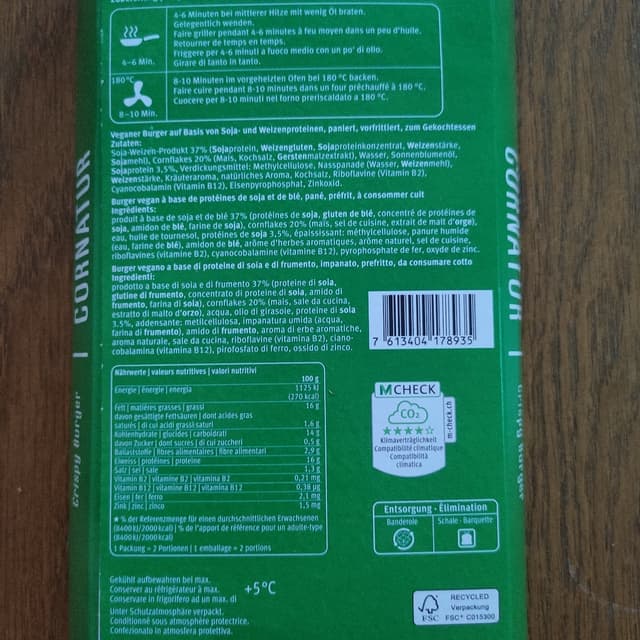 4-6 Minuten bei mittlerer Hitze mit wenig Öl braten.
Gelegentlich wenden.
Faire griller pendant 4-6 minutes à feu moyen dans un peu d'huile.
Retourner de temps en temps.
Friggere per 4-6 minuti a fuoco medio con un po' di olio.
Girare di tanto in tanto.
4-6 Min.
180°C
8-10 Minuten im vorgeheizten Ofen bei 180 °C backen.
Faire cuire pendant 8-10 minutes dans un four préchauffé à 180 °C.
Cuocere per 8-10 minuti nel forno preriscaldato a 180 °C.
8-10 Min.
Veganer Burger auf Basis von Soja- und Weizenproteinen, paniert, vorfrittiert, zum Gekochtessen
Zutaten:
Soja-Weizen-Produkt 37% (Sojaprotein, Weizengluten, Sojaproteinkonzentrat, Weizenstärke,
Sojamehl), Cornflakes 20% (Mais, Kochsalz, Gerstenmalzextrakt), Wasser, Sonnenblumenöl,
Sojaprotein 3,5%, Verdickungsmittel: Methylcellulose, Nasspanade (Wasser, Weizenmehl),
Weizenstärke, Kräuteraroma, natürliches Aroma, Kochsalz, Riboflavine (Vitamin B2),
Cyanocobalamin (Vitamin B12), Eisenpyrophosphat, Zinkoxid.
Burger vegan à base de protéines de soja et de blé, pané, préfrit, à consommer cuit
Ingrédients:
produit à base de soja et de blé 37% (protéines de soja, gluten de blé, concentré de protéines de
soja, amidon de blé, farine de soja), cornflakes 20% (maïs, sel de cuisine, extrait de malt d'orge),
eau, huile de tournesol, protéines de soja 3,5%, épaississant: méthylcellulose, panure humide
(eau, farine de blé), amidon de blé, arôme d'herbes aromatiques, arôme naturel, sel de cuisine,
riboflavines (vitamine B2), cyanocobalamine (vitamine B12), pyrophosphate de fer, oxyde de zinc.
Burger vegano a base di proteine di soia e di frumento, impanato, prefritto, da consumare cotto
Ingredienti:
prodotto a base di soia e di frumento 37% (proteine di soia,
glutine di frumento, concentrato di proteine di soia, amido di
frumento, farina di soia), cornflakes 20% (mais, sale da cucina,
estratto di malto d'orzo), acqua, olio di girasole, proteine di soia
3,5%, addensante: metilcellulosa, impanatura umida (acqua,
farina di frumento), amido di frumento, aroma di erbe aromatiche,
aroma naturale, sale da cucina, riboflavine (vitamina B2), ciano-
cobalamina (vitamina B12), pirofosfato di ferro, ossido di zinco.
7 613404 178935
CORNATUR
Crispy Burger
CORNATUR
Crispy Burger
Nährwerte | valeurs nutritives | valori nutritivi
100 g
Energie | énergie | energia 1125 kJ
(270 kcal)
Fett | matières grasses | grassi 16 g
davon gesättigte Fettsäuren | dont acides gras
saturés | di cui acidi grassi saturi 1,6 g
Kohlenhydrate | glucides | carboidrati 14 g
davon Zucker | dont sucres | di cui zuccheri 0,5 g
Ballaststoffe | fibres alimentaires | fibre alimentari 2,9 g
Eiweiss | protéines | proteine 16 g
Salz | sel | sale 1,3 g
Vitamin B2 | vitamine B2 | vitamina B2 0,21 mg
Vitamin B12 | vitamine B12 | vitamina B12 0,38 µg
Eisen | fer | ferro 2,1 mg
Zink | zinc | zinco 1,5 mg
* % der Referenzmenge für einen durchschnittlichen Erwachsenen
(8400kJ/2000kcal) | % de l'apport de référence pour un adulte-type
(8400kJ/2000kcal)
1 Packung = 2 Portionen | 1 emballage = 2 portions
M CHECK
CO₂
Klimaverträglichkeit
Compatibilité climatique
Compatibilità
climatica
m-check.ch
Entsorgung · Élimination
Banderole
Schale · Barquette
Gekühlt aufbewahren bei max.
Conserver au réfrigérateur à max.
Conservare in frigorifero ad un max. di
+5°C
Unter Schutzatmosphäre verpackt.
Conditionné sous atmosphère protectrice.
Confezionato in atmosfera protettiva.
FSC
RECYCLED
Verpackung
FSC® C015300